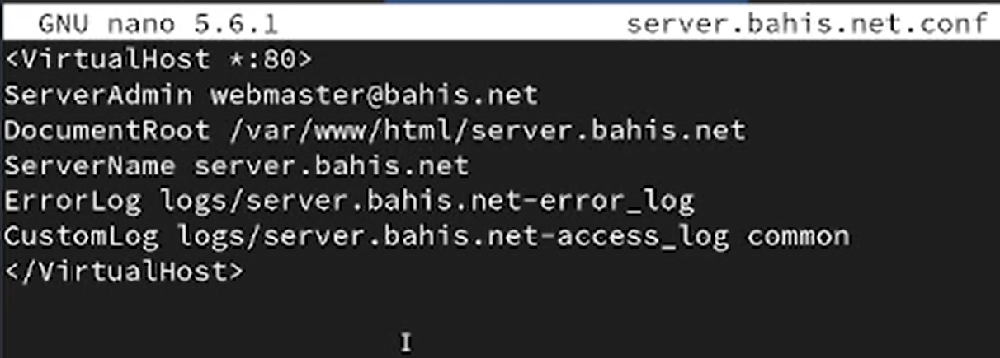 GNU nano 5.6.1 server.bahis.net.conf
<VirtualHost *:80>
ServerAdmin webmaster@bahis.net
DocumentRoot /var/www/html/server.bahis.net
ServerName server.bahis.net
ErrorLog logs/server.bahis.net-error_log
CustomLog logs/server.bahis.net-access_log common
</VirtualHost>